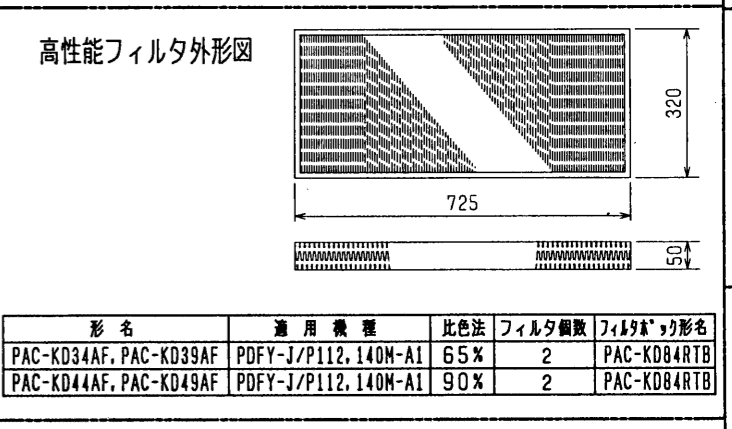 高性能フィルタ外形図
320
725
50
形名 適用機種 比色法 フィルタ個数 フィルタボック形名
PAC-KD34AF, PAC-KD39AF PDFY-J/P112, 140M-A1 65% 2 PAC-KD84RTB
PAC-KD44AF, PAC-KD49AF PDFY-J/P112, 140M-A1 90% 2 PAC-KD84RTB